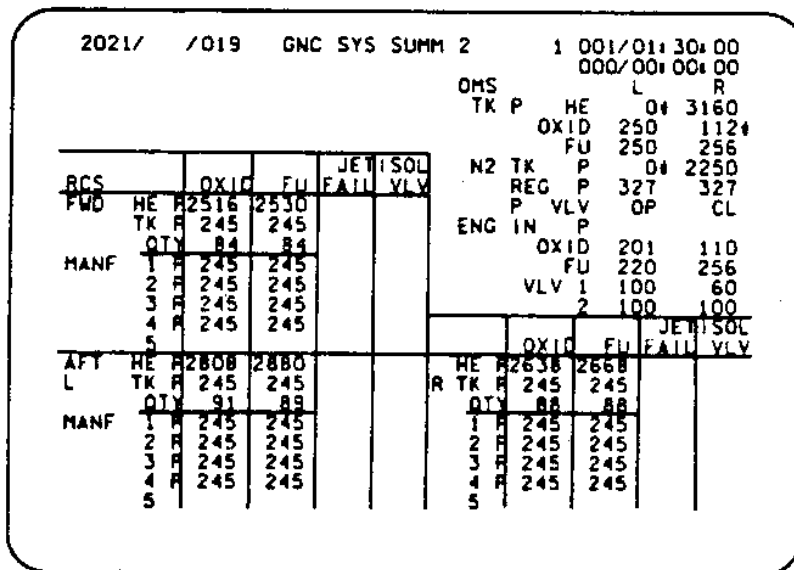 2021/ /019 GNC SYS SUMM 2 1 001/01:30:00
000/00:00:00
OMS L R
TK P HE 0↓ 3160
OXID 250 112↓
FU 250 256
JET ISOL N2 TK P 0↓ 2250
RCS OXID FU FAIL VLV REG P 327 327
FWD HE P 2516 2530 P VLV OP CL
TK P 245 245 ENG IN P
QTY 84 84 OXID 201 110
MANF 1 P 245 245 FU 220 256
2 P 245 245 VLV 1 100 60
3 P 245 245 2 100 100
4 P 245 245 JET ISOL
5 OXID FU FAIL VLV
AFT HE P 2808 2880 HE P 2638 2668
L TK P 245 245 R TK P 245 245
QTY 91 89 QTY 88 88
MANF 1 P 245 245 1 P 245 245
2 P 245 245 2 P 245 245
3 P 245 245 3 P 245 245
4 P 245 245 4 P 245 245
5 5